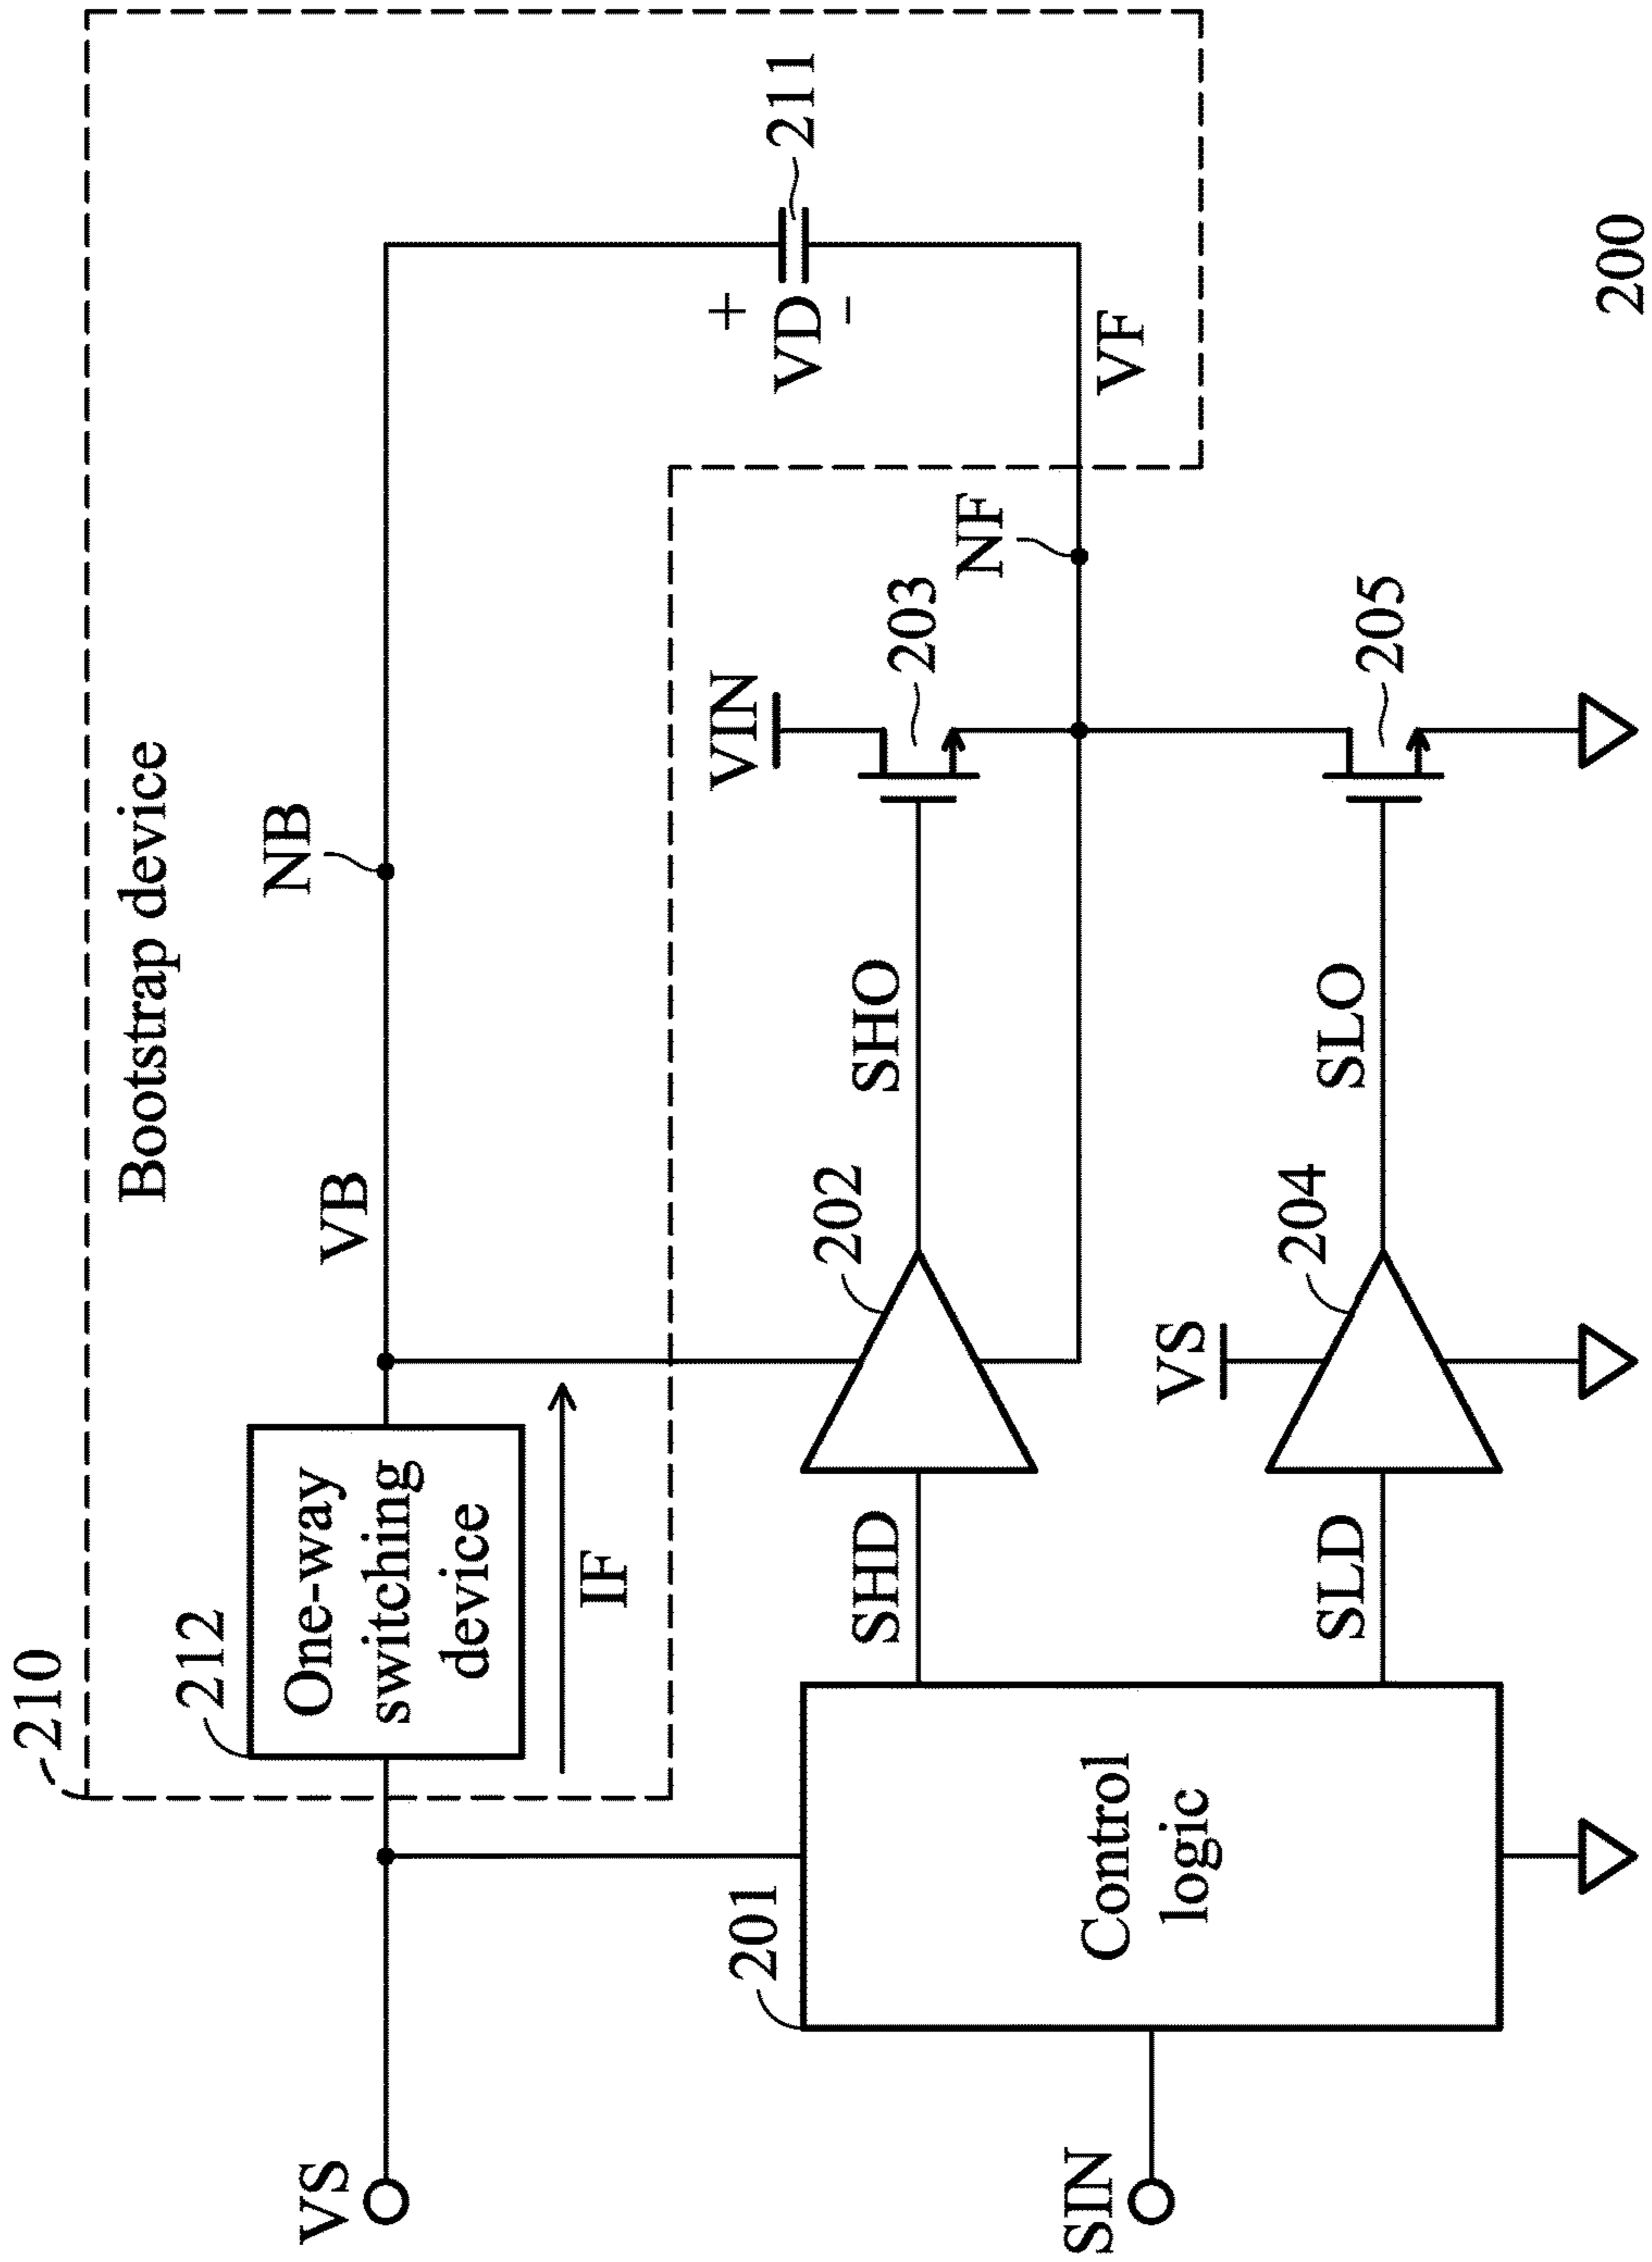 210
Bootstrap device
212
One-way
switching
device
VB
NB
VS
IF
+
VD
−
211
VIN
NF
VF
203
201
SHD
202
SHO
Control
logic
SIN
VS
SLD
204
SLO
205
200